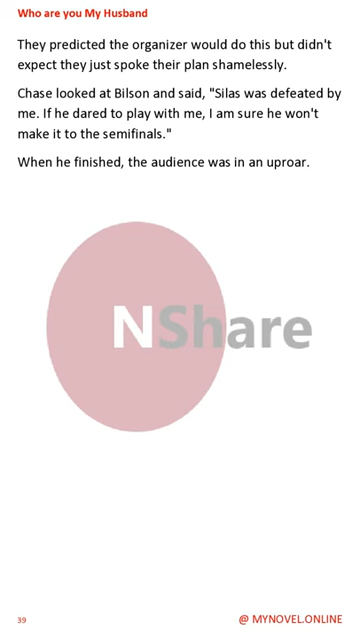 Who are you My Husband
They predicted the organizer would do this but didn't
expect they just spoke their plan shamelessly.
Chase looked at Bilson and said, "Silas was defeated by
me. If he dared to play with me, I am sure he won't
make it to the semifinals."
When he finished, the audience was in an uproar.
NShare
39
@ MYNOVEL.ONLINE